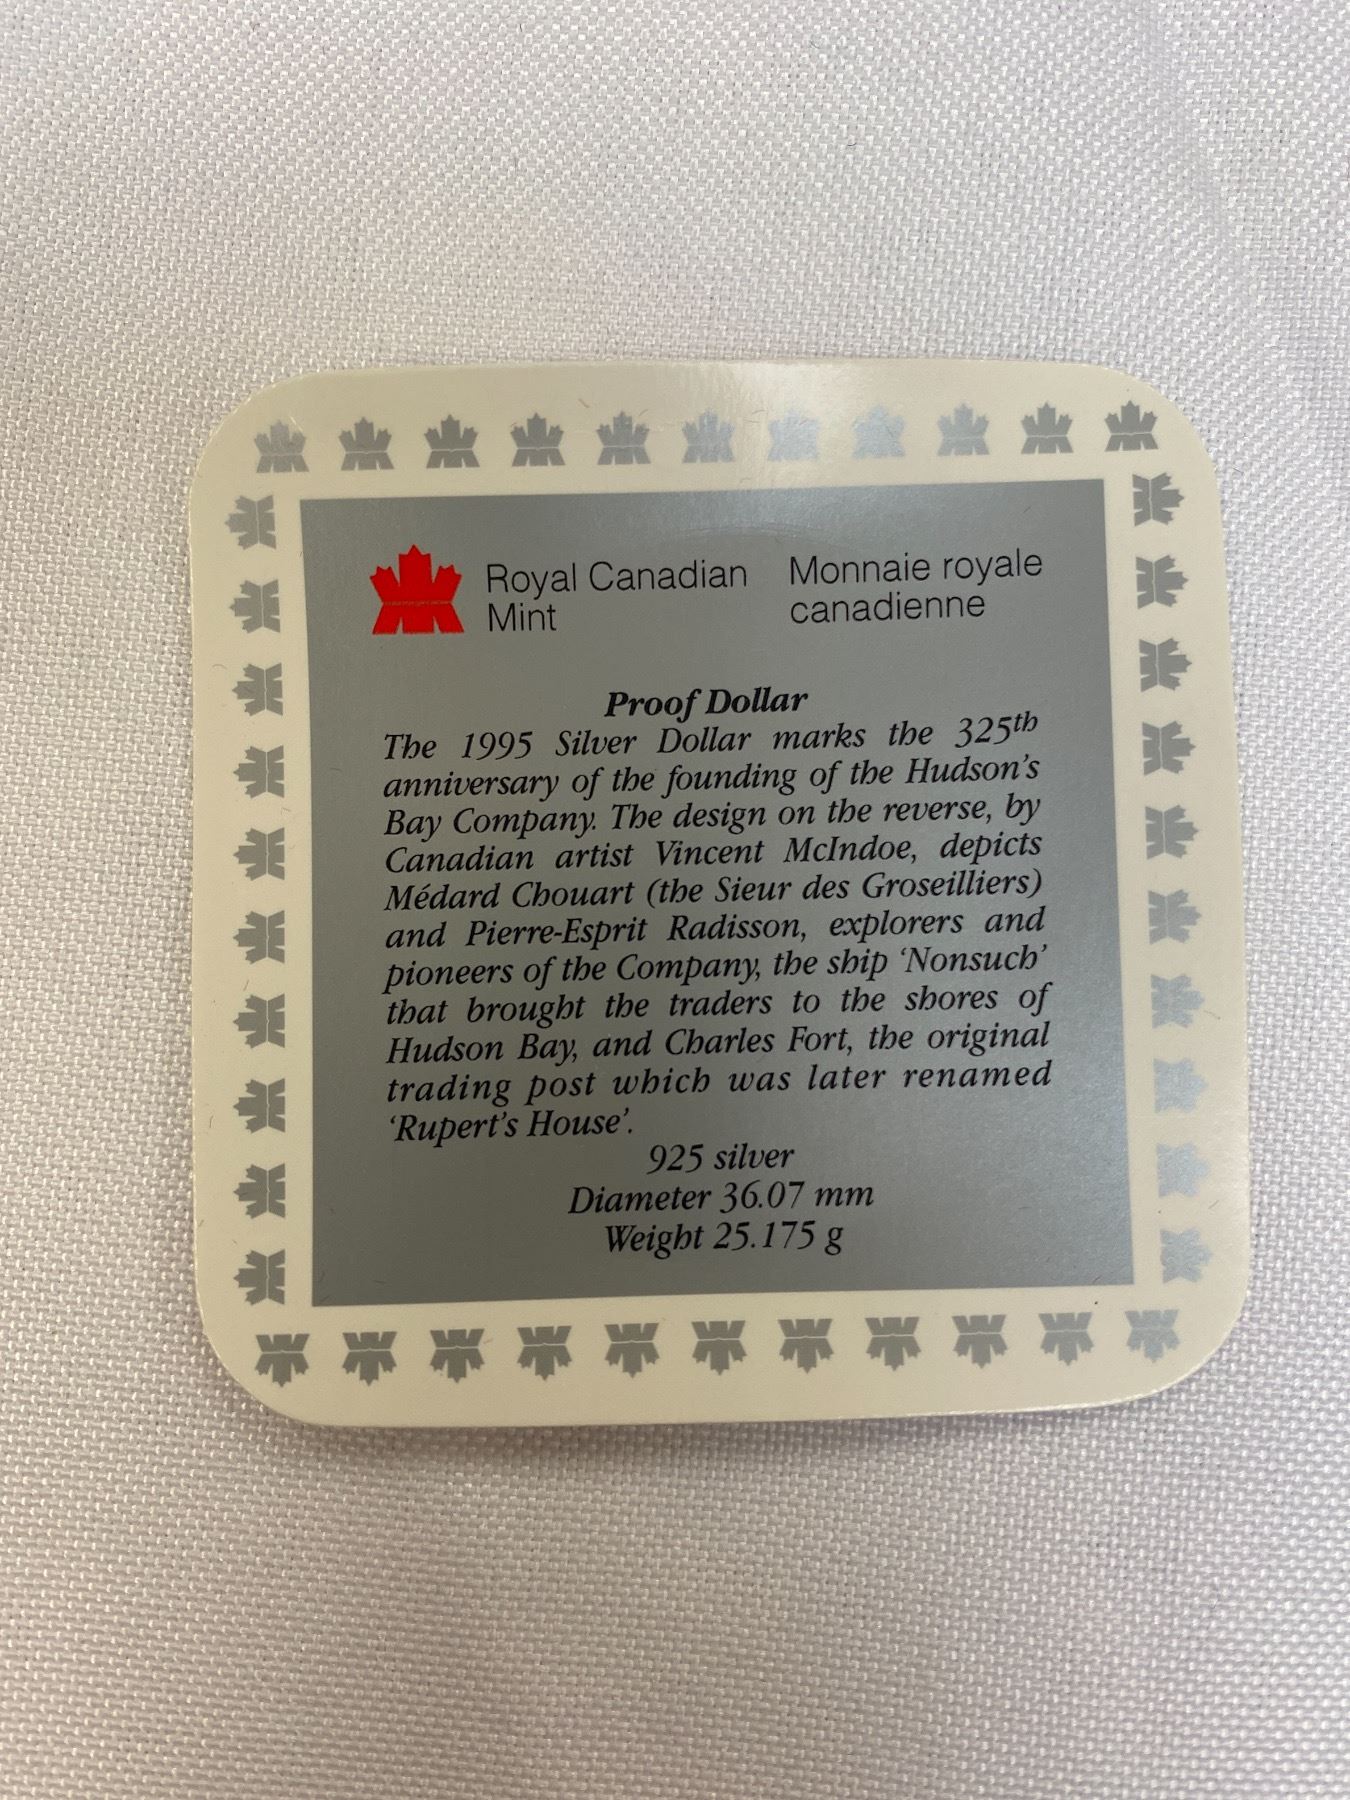 Royal Canadian Mint
Monnaie royale canadienne
Proof Dollar
The 1995 Silver Dollar marks the 325th
anniversary of the founding of the Hudson's
Bay Company. The design on the reverse, by
Canadian artist Vincent McIndoe, depicts
Médard Chouart (the Sieur des Groseilliers)
and Pierre-Esprit Radisson, explorers and
pioneers of the Company, the ship ‘Nonsuch’
that brought the traders to the shores of
Hudson Bay, and Charles Fort, the original
trading post which was later renamed
‘Rupert's House’.
925 silver
Diameter 36.07 mm
Weight 25.175 g